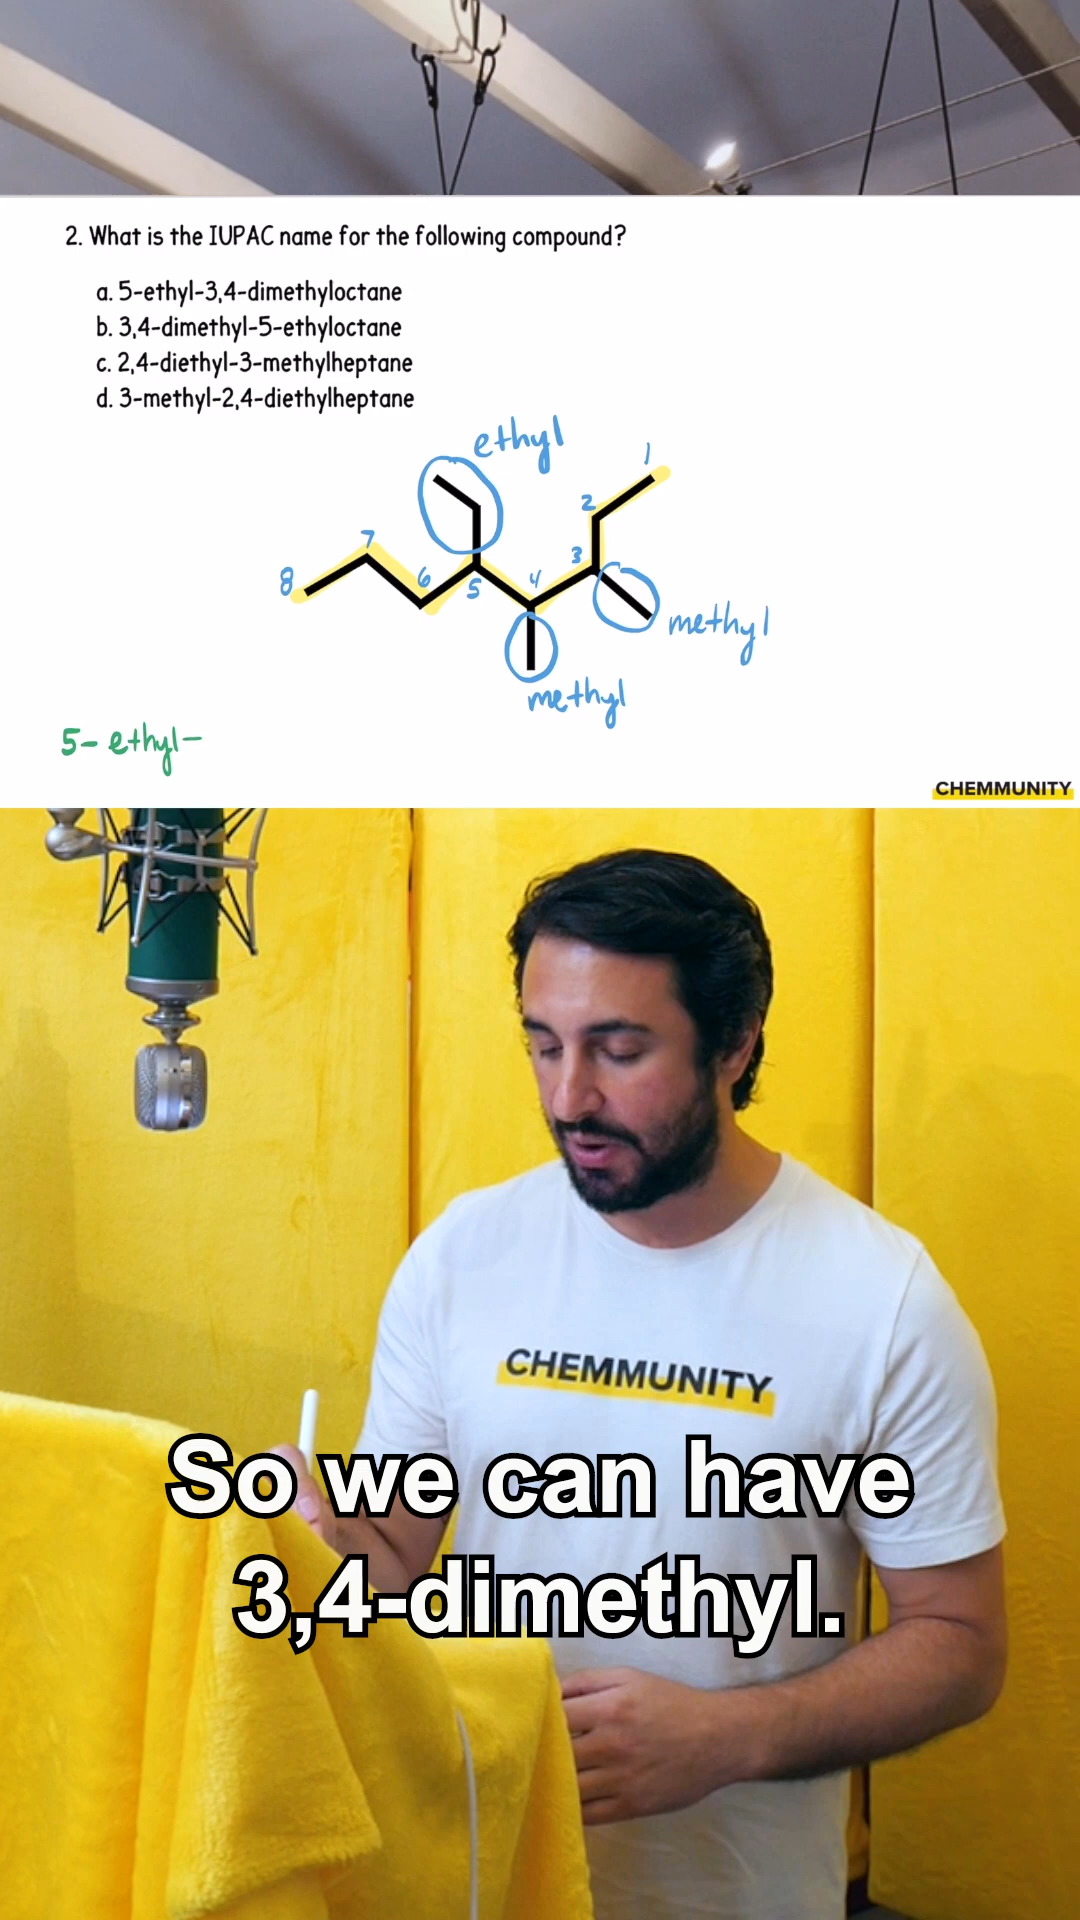 2. What is the IUPAC name for the following compound?
a. 5-ethyl-3,4-dimethyloctane
b. 3,4-dimethyl-5-ethyloctane
c. 2,4-diethyl-3-methylheptane
d. 3-methyl-2,4-diethylheptane
ethyl
1
2
7
3
8
6
5
4
methyl
methyl
5-ethyl-
CHEMMUNITY
CHEMMUNITY
So we can have
3,4-dimethyl.